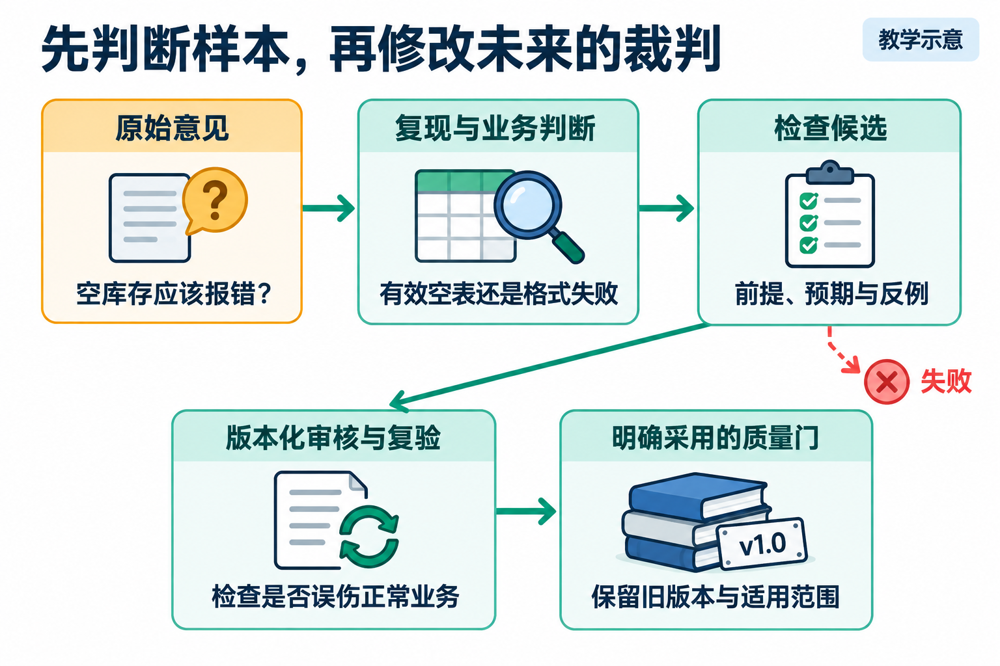 先判断样本，再修改未来的裁判
教学示意
原始意见
?
空库存应该报错？
复现与业务判断
有效空表还是格式失败
检查候选
前提、预期与反例
失败
版本化审核与复验
检查是否误伤正常业务
明确采用的质量门
v1.0
保留旧版本与适用范围